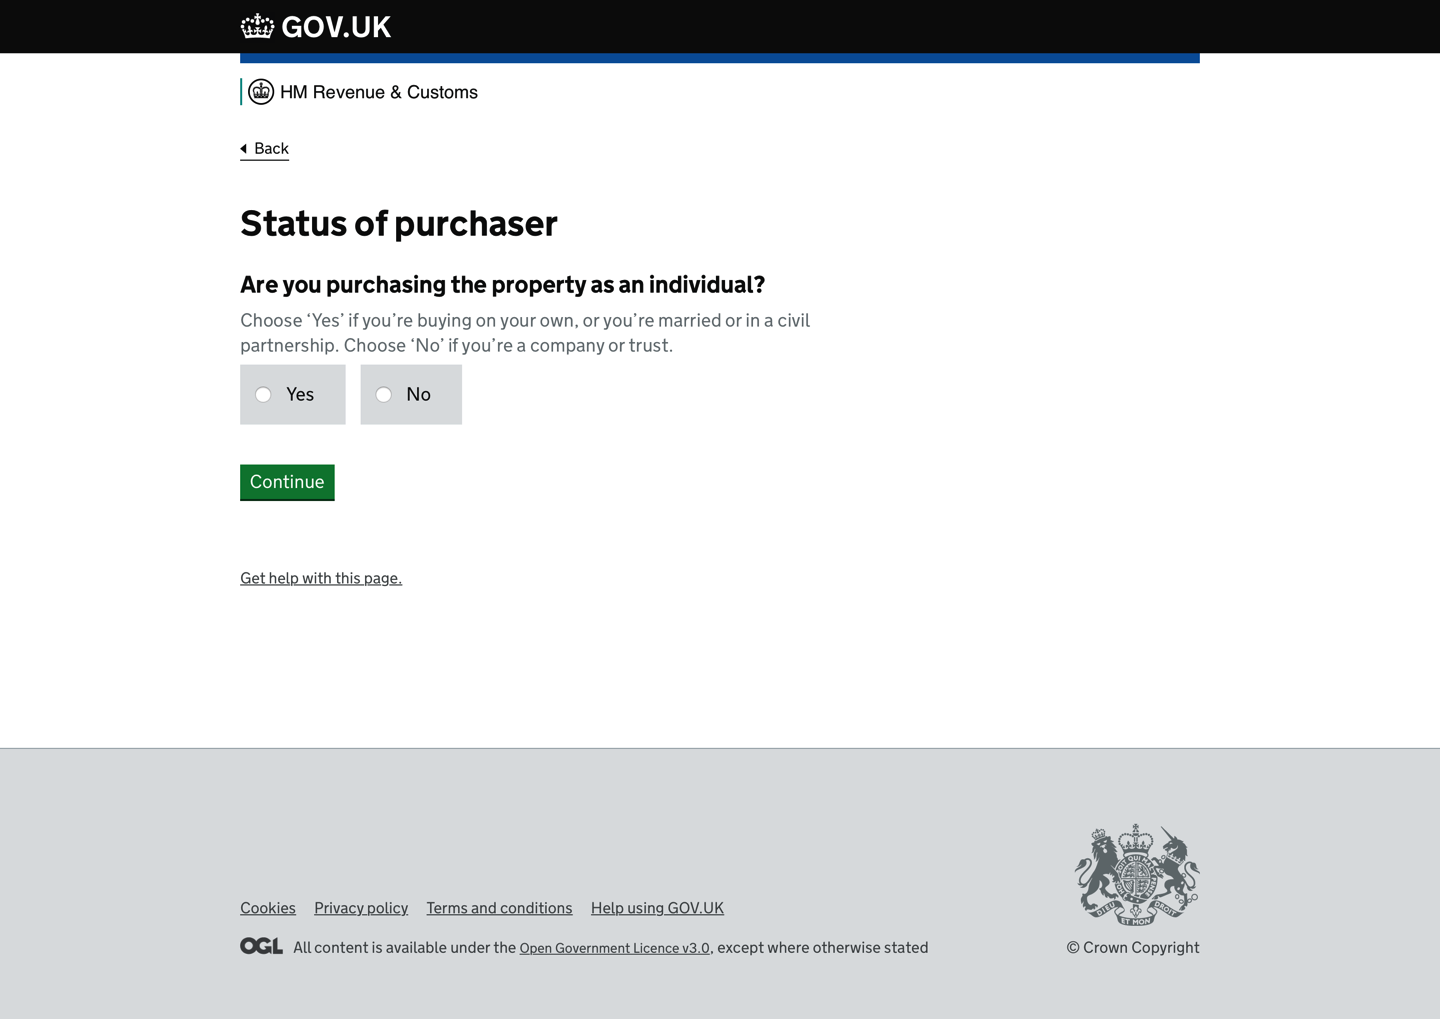 GOV.UK
HM Revenue & Customs
Back
Status of purchaser
Are you purchasing the property as an individual?
Choose ‘Yes’ if you’re buying on your own, or you’re married or in a civil
partnership. Choose ‘No’ if you’re a company or trust.
Yes No
Continue
Get help with this page.
Cookies Privacy policy Terms and conditions Help using GOV.UK
OGL All content is available under the Open Government Licence v3.0, except where otherwise stated
DIEU ET MON DROIT
© Crown Copyright